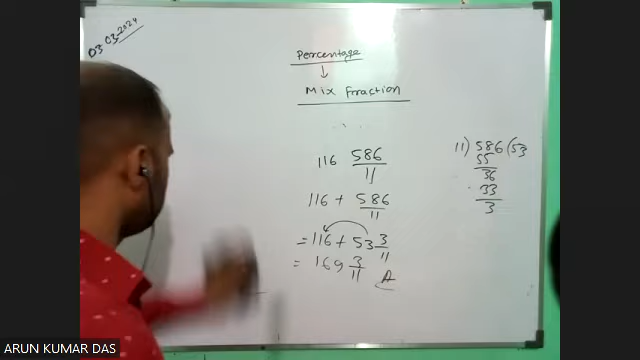 03-03-2024
Percentage
↓
Mix Fraction
116 586/11
116 + 586/11
= 116 + 53 3/11
= 169 3/11 A
11) 586 (53
55
36
33
3
ARUN KUMAR DAS